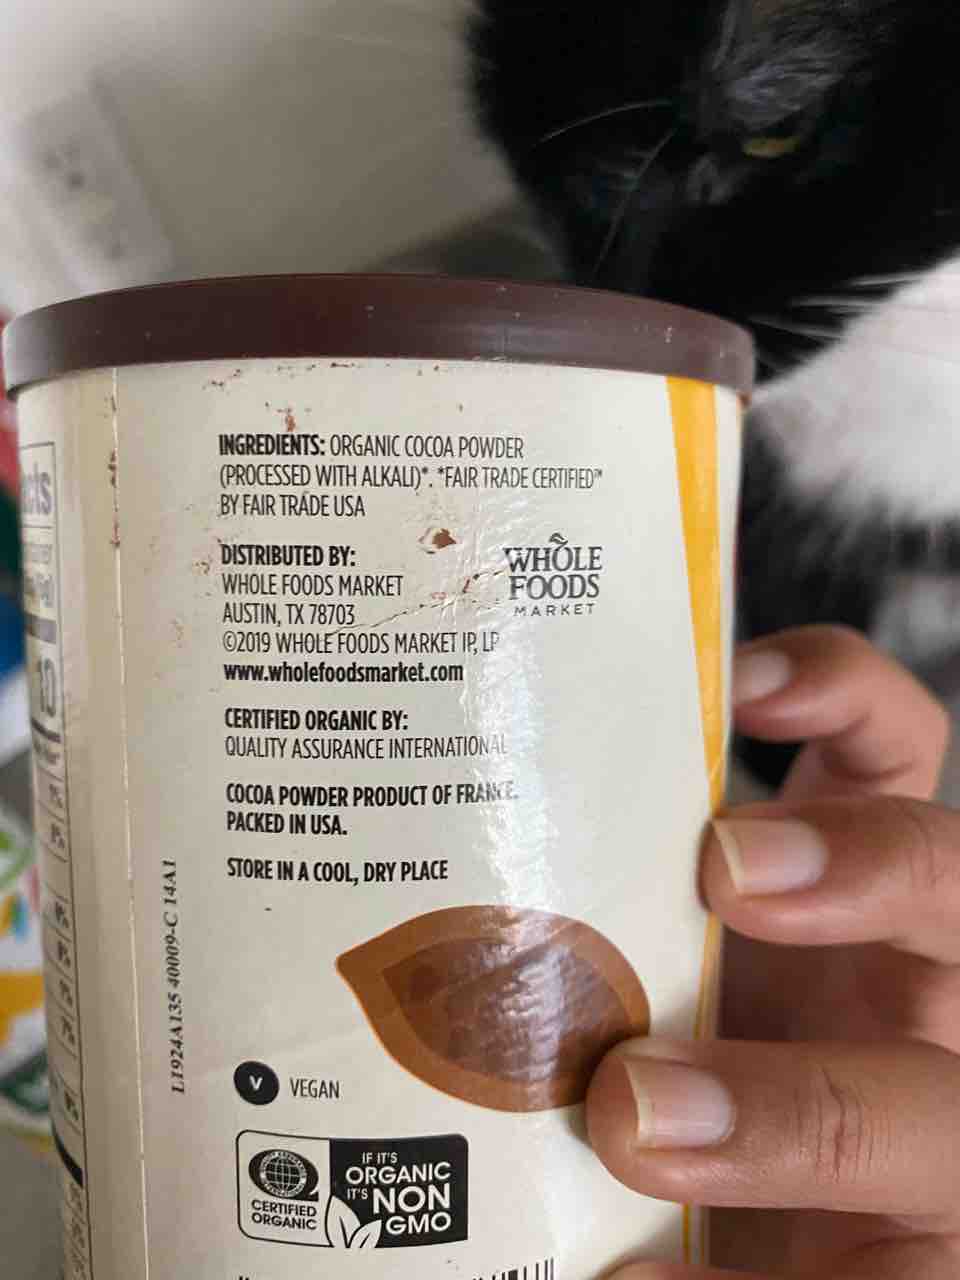 INGREDIENTS: ORGANIC COCOA POWDER
(PROCESSED WITH ALKALI)*. *FAIR TRADE CERTIFIED™
BY FAIR TRADE USA
DISTRIBUTED BY:
WHOLE FOODS MARKET
AUSTIN, TX 78703
©2019 WHOLE FOODS MARKET IP, LP
www.wholefoodsmarket.com
WHOLE
FOODS
MARKET
CERTIFIED ORGANIC BY:
QUALITY ASSURANCE INTERNATIONAL
COCOA POWDER PRODUCT OF FRANCE.
PACKED IN USA.
STORE IN A COOL, DRY PLACE
L1924A135 40009-C 14A1
V VEGAN
CERTIFIED
ORGANIC
IF IT'S
ORGANIC
IT'S NON
GMO
10